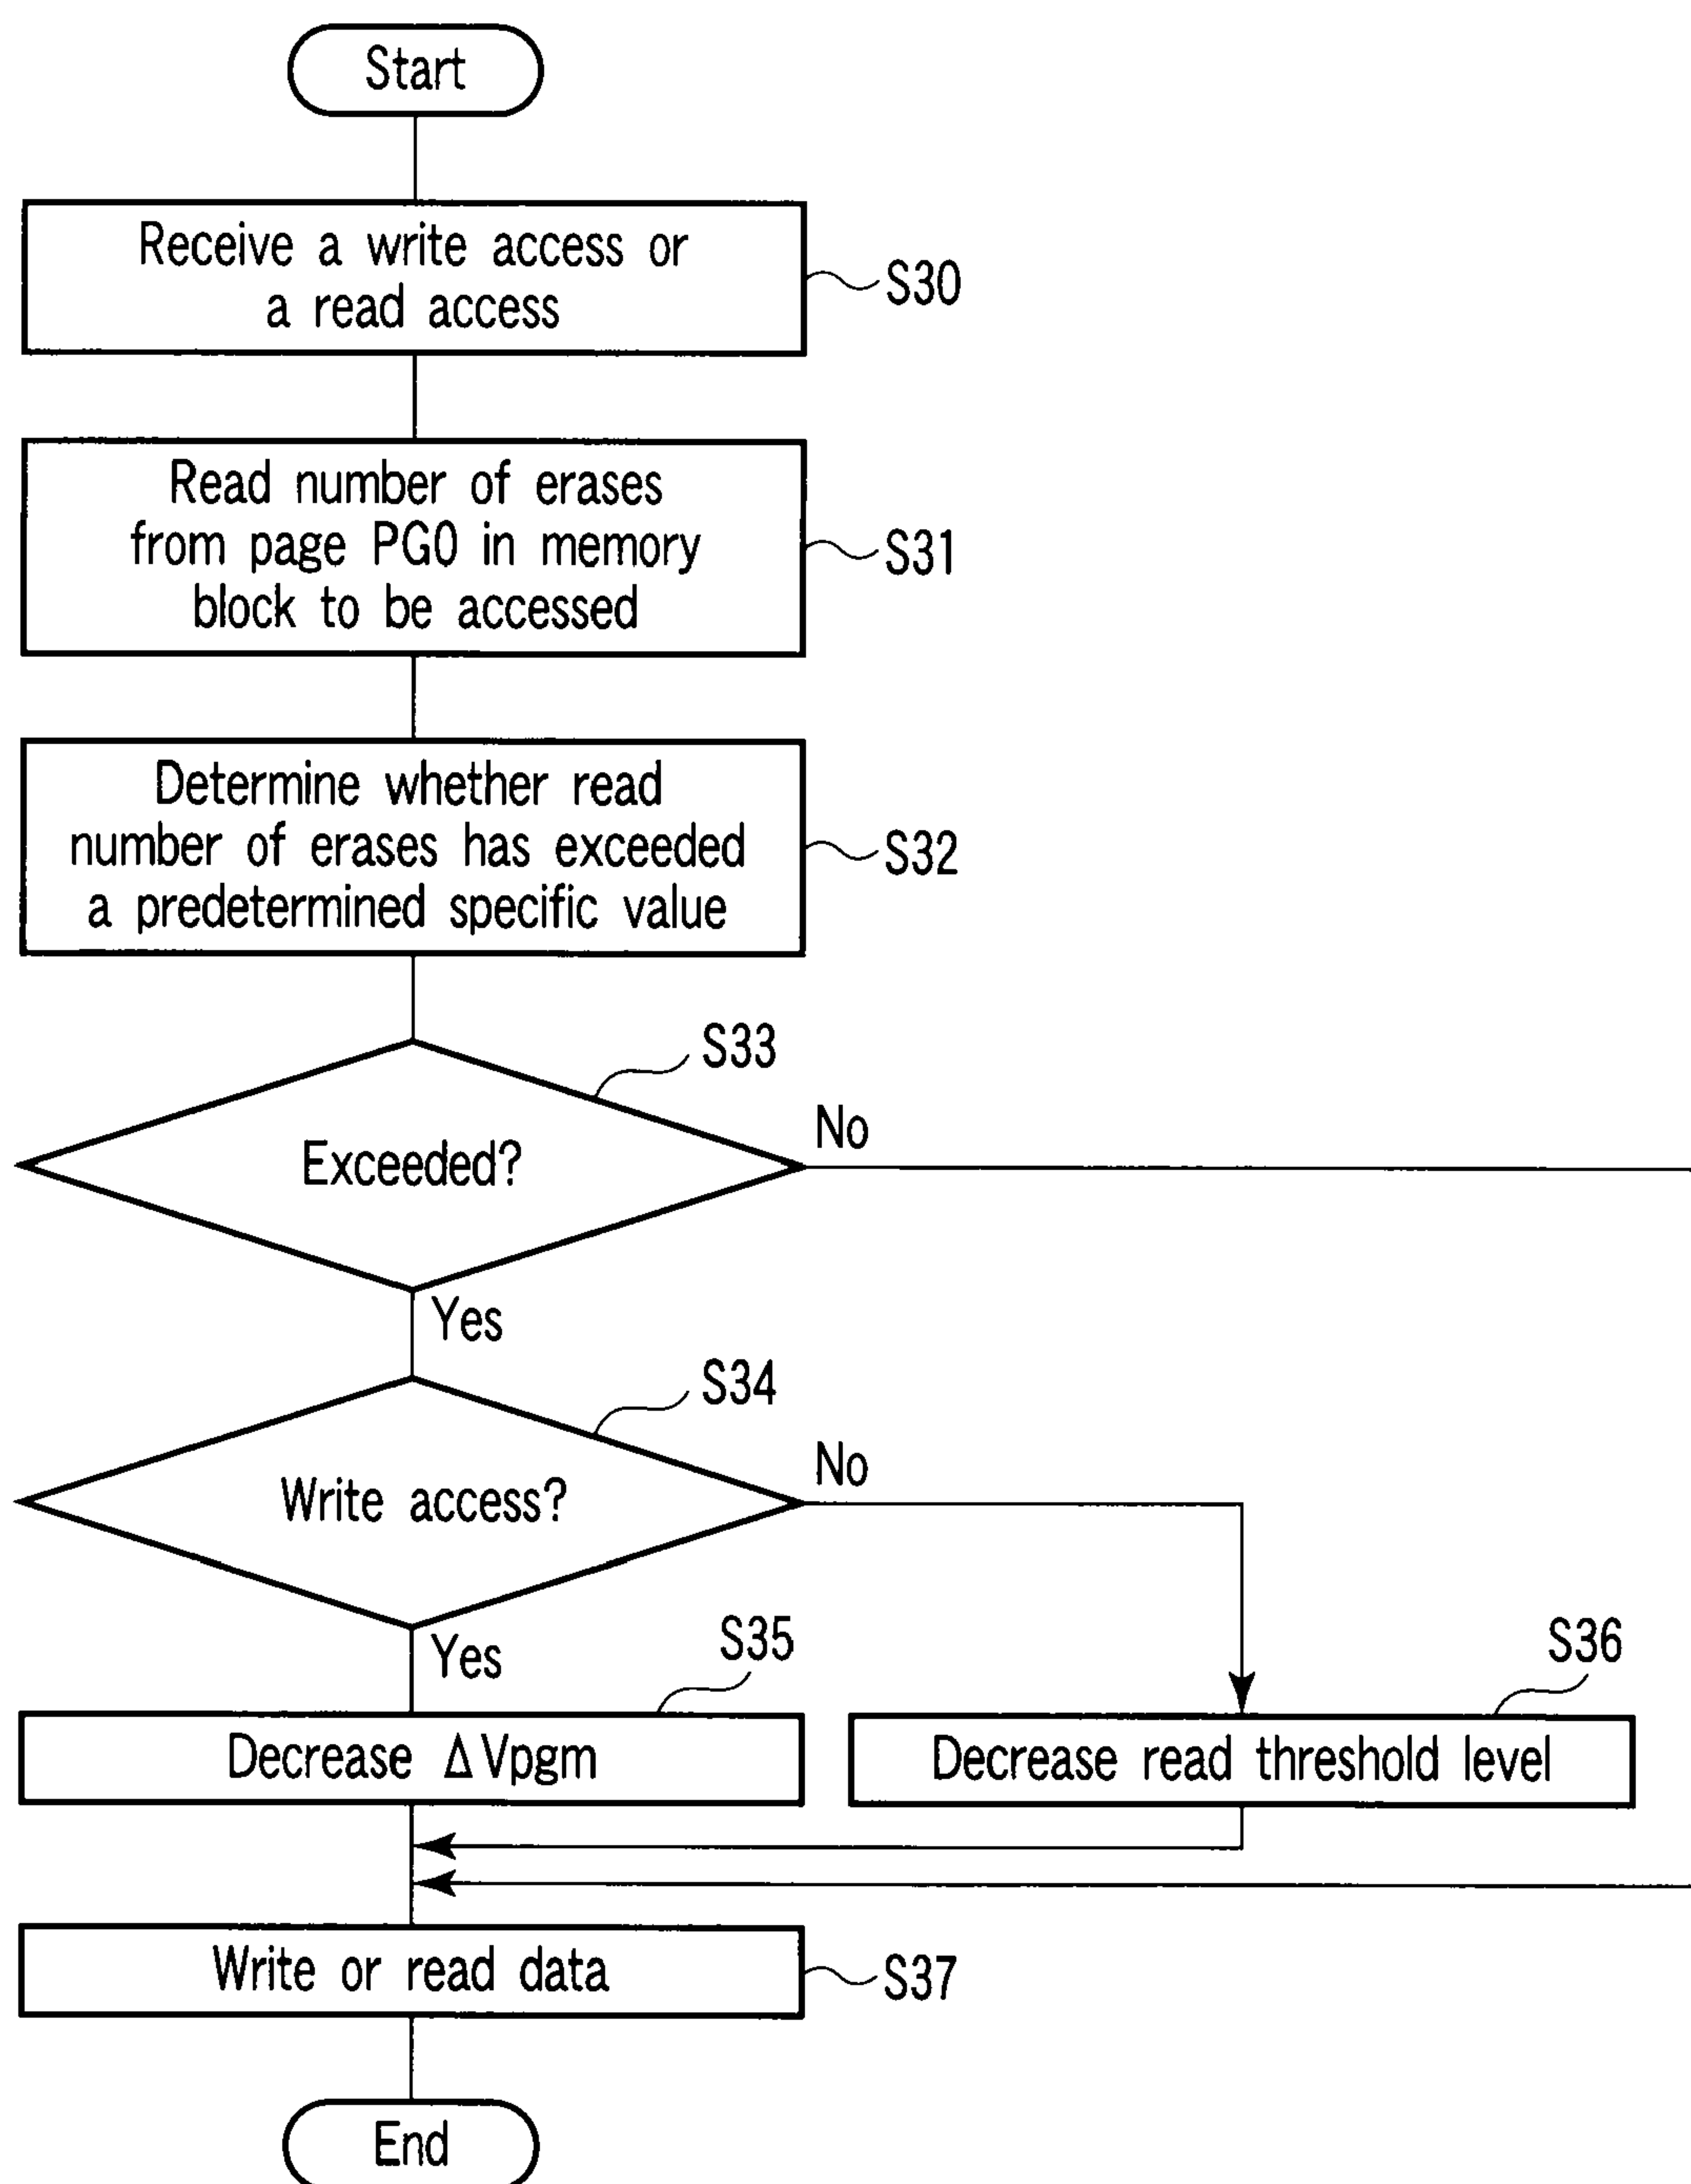 Start
Receive a write access or
a read access
S30
Read number of erases
from page PG0 in memory
block to be accessed
S31
Determine whether read
number of erases has exceeded
a predetermined specific value
S32
S33
Exceeded?
No
Yes
S34
Write access?
No
Yes
S35
S36
Decrease ΔVpgm
Decrease read threshold level
Write or read data
S37
End